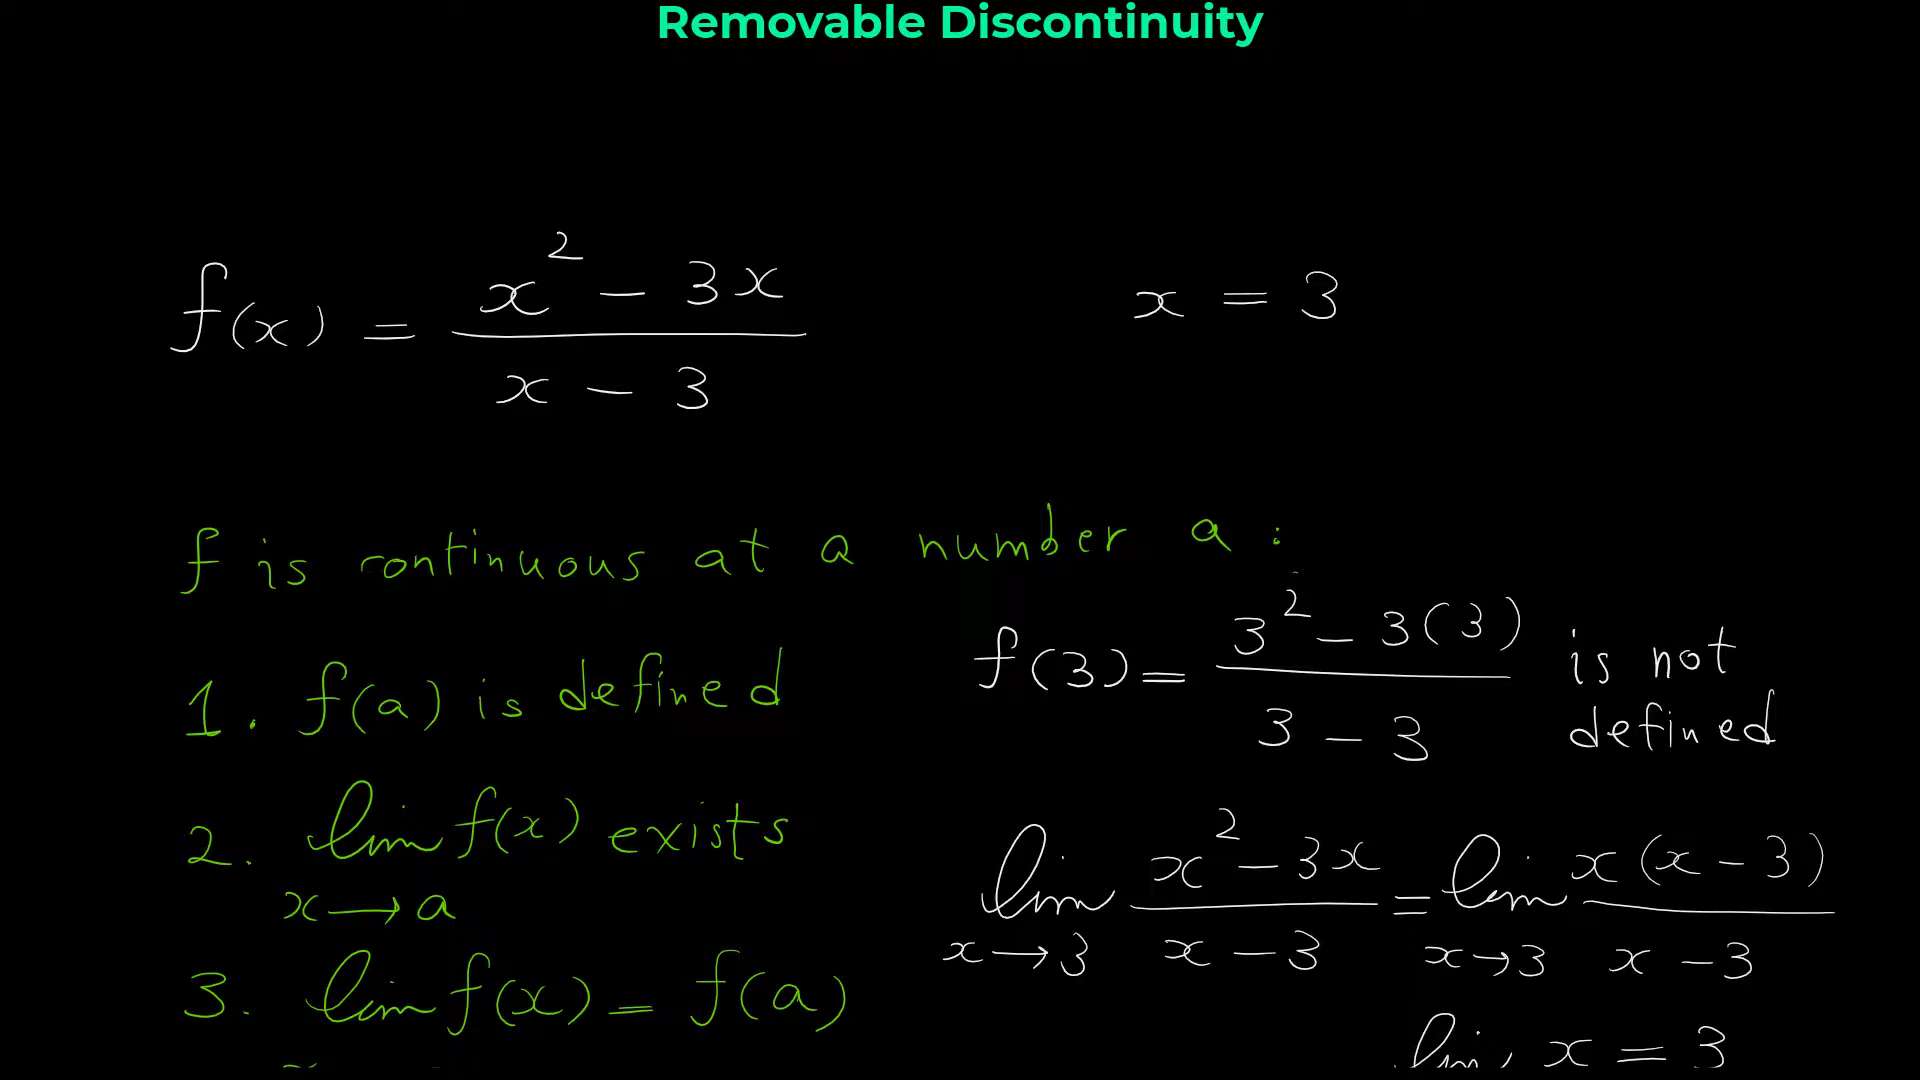 Removable Discontinuity
f(x) = (x² - 3x)/(x - 3)
x = 3
f is continuous at a number a :
1. f(a) is defined
f(3) = (3² - 3(3))/(3 - 3) is not defined
2. lim x→a f(x) exists
lim x→3 (x² - 3x)/(x - 3) = lim x→3 x(x - 3)/(x - 3)
3. lim f(x) = f(a)
lim x = 3